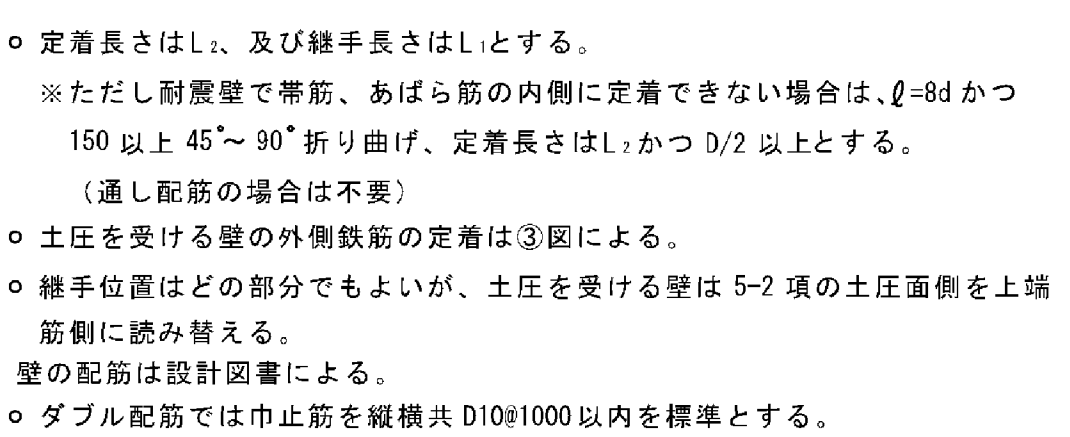 ○ 定着長さはL₂、及び継手長さはL₁とする。
※ただし耐震壁で帯筋、あばら筋の内側に定着できない場合は、ℓ=8d かつ
150 以上 45°～ 90°折り曲げ、定着長さはL₂かつ D/2 以上とする。
（通し配筋の場合は不要）
○ 土圧を受ける壁の外側鉄筋の定着は③図による。
○ 継手位置はどの部分でもよいが、土圧を受ける壁は 5-2 項の土圧面側を上端
筋側に読み替える。
壁の配筋は設計図書による。
○ ダブル配筋では巾止筋を縦横共 D10@1000 以内を標準とする。